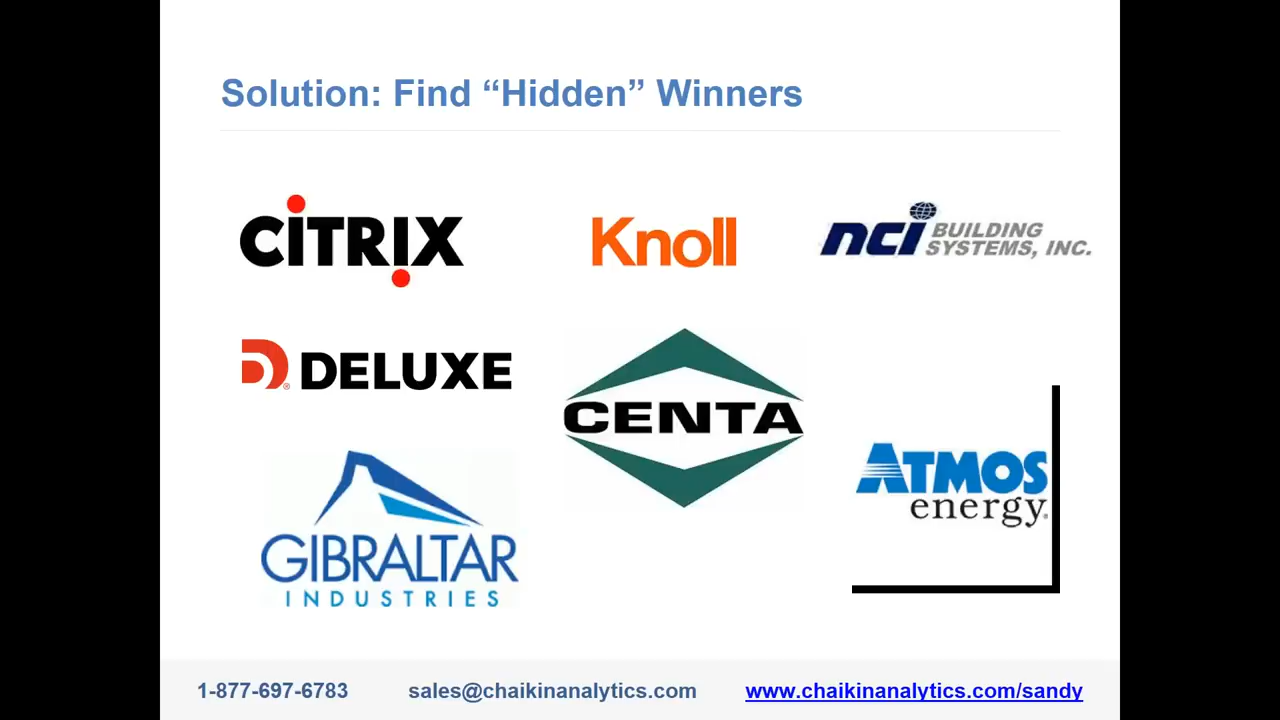 Solution: Find “Hidden” Winners
CiTRIX
Knoll
nci BUILDING
SYSTEMS, INC.
DELUXE
®
CENTA
ATMOS
energy®
GIBRALTAR
INDUSTRIES
1-877-697-6783 sales@chaikinanalytics.com www.chaikinanalytics.com/sandy